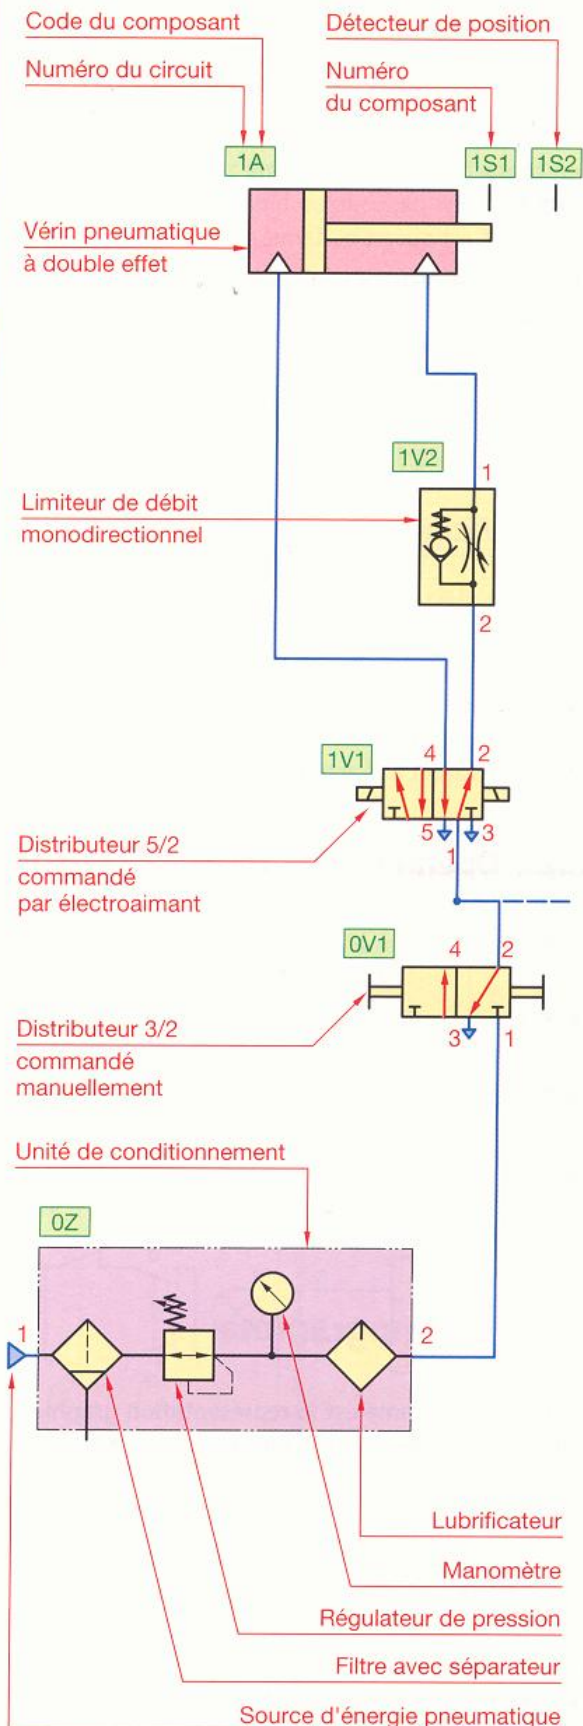 Code du composant
Détecteur de position
Numéro du circuit
Numéro
du composant
1A
1S1
1S2
Vérin pneumatique
à double effet
1V2
1
Limiteur de débit
monodirectionnel
2
1V1
4
2
5
3
1
Distributeur 5/2
commandé
par électroaimant
0V1
4
2
Distributeur 3/2
commandé
manuellement
3
1
Unité de conditionnement
0Z
1
2
Lubrificateur
Manomètre
Régulateur de pression
Filtre avec séparateur
Source d'énergie pneumatique